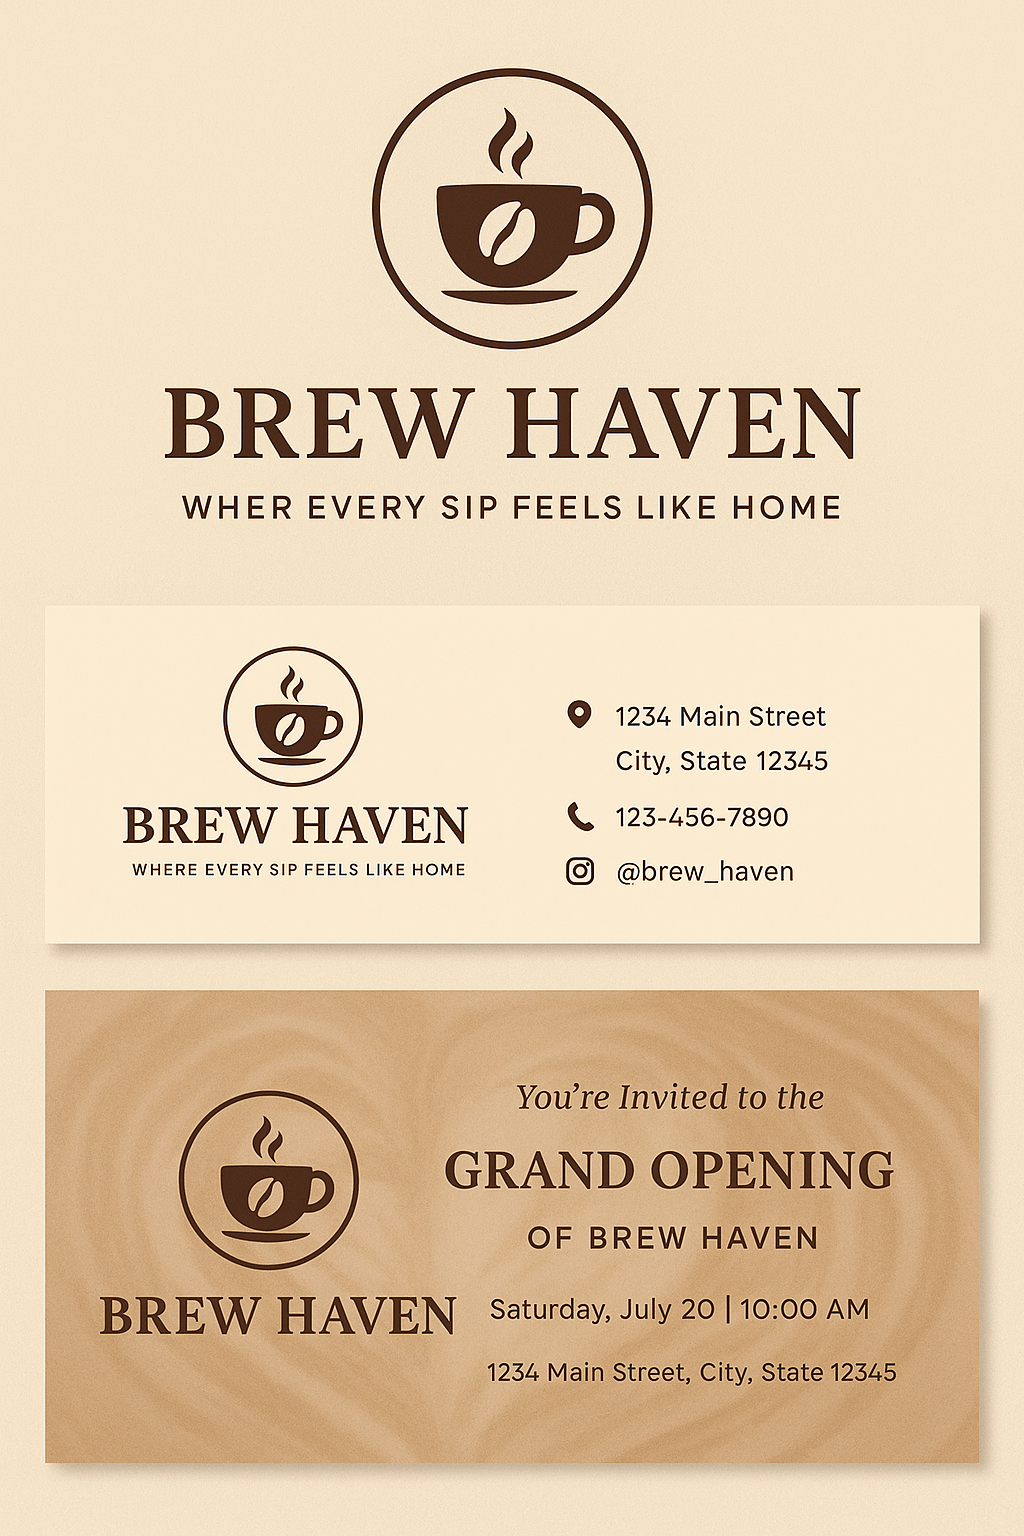 BREW HAVEN
WHER EVERY SIP FEELS LIKE HOME
BREW HAVEN
WHERE EVERY SIP FEELS LIKE HOME
1234 Main Street
City, State 12345
123-456-7890
@brew_haven
BREW HAVEN
You’re Invited to the
GRAND OPENING
OF BREW HAVEN
Saturday, July 20 | 10:00 AM
1234 Main Street, City, State 12345